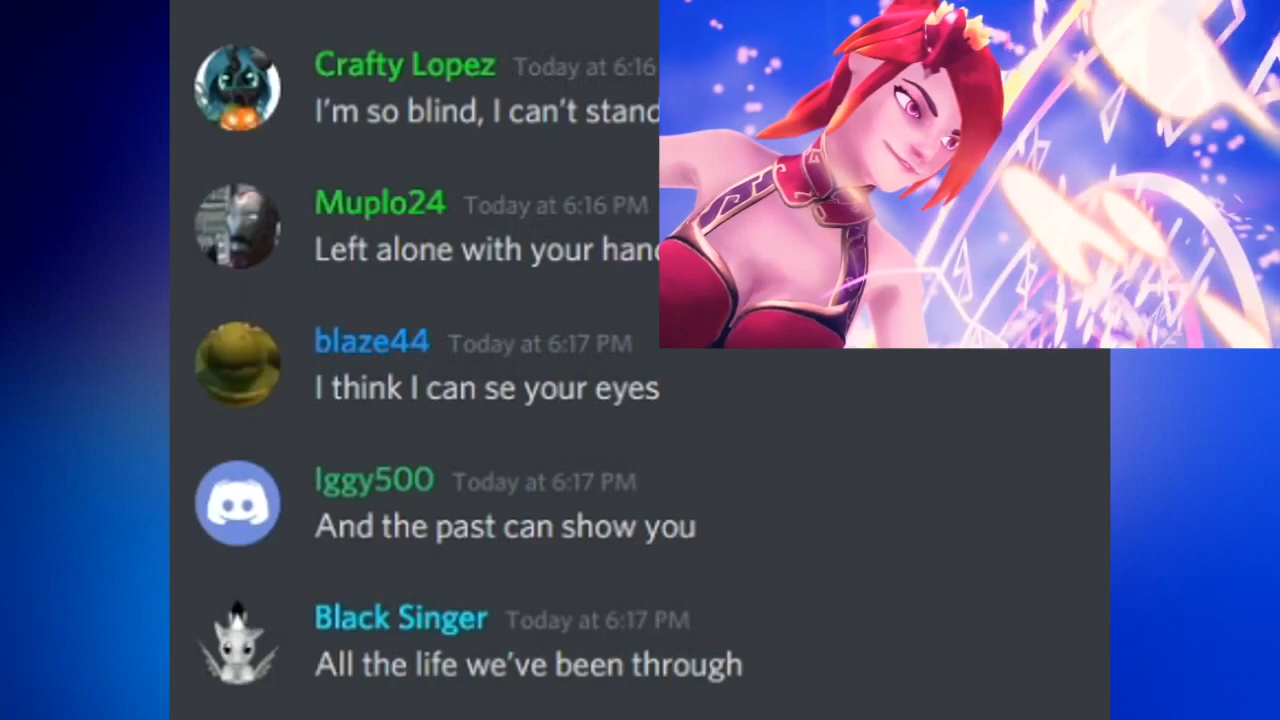 Crafty Lopez Today at 6:16
I'm so blind, I can't stand
Muplo24 Today at 6:16 PM
Left alone with your
blaze44 Today at 6:17 PM
I think I can se your eyes
Iggy500 Today at 6:17 PM
And the past can show you
Black Singer Today at 6:17 PM
All the life we've been through